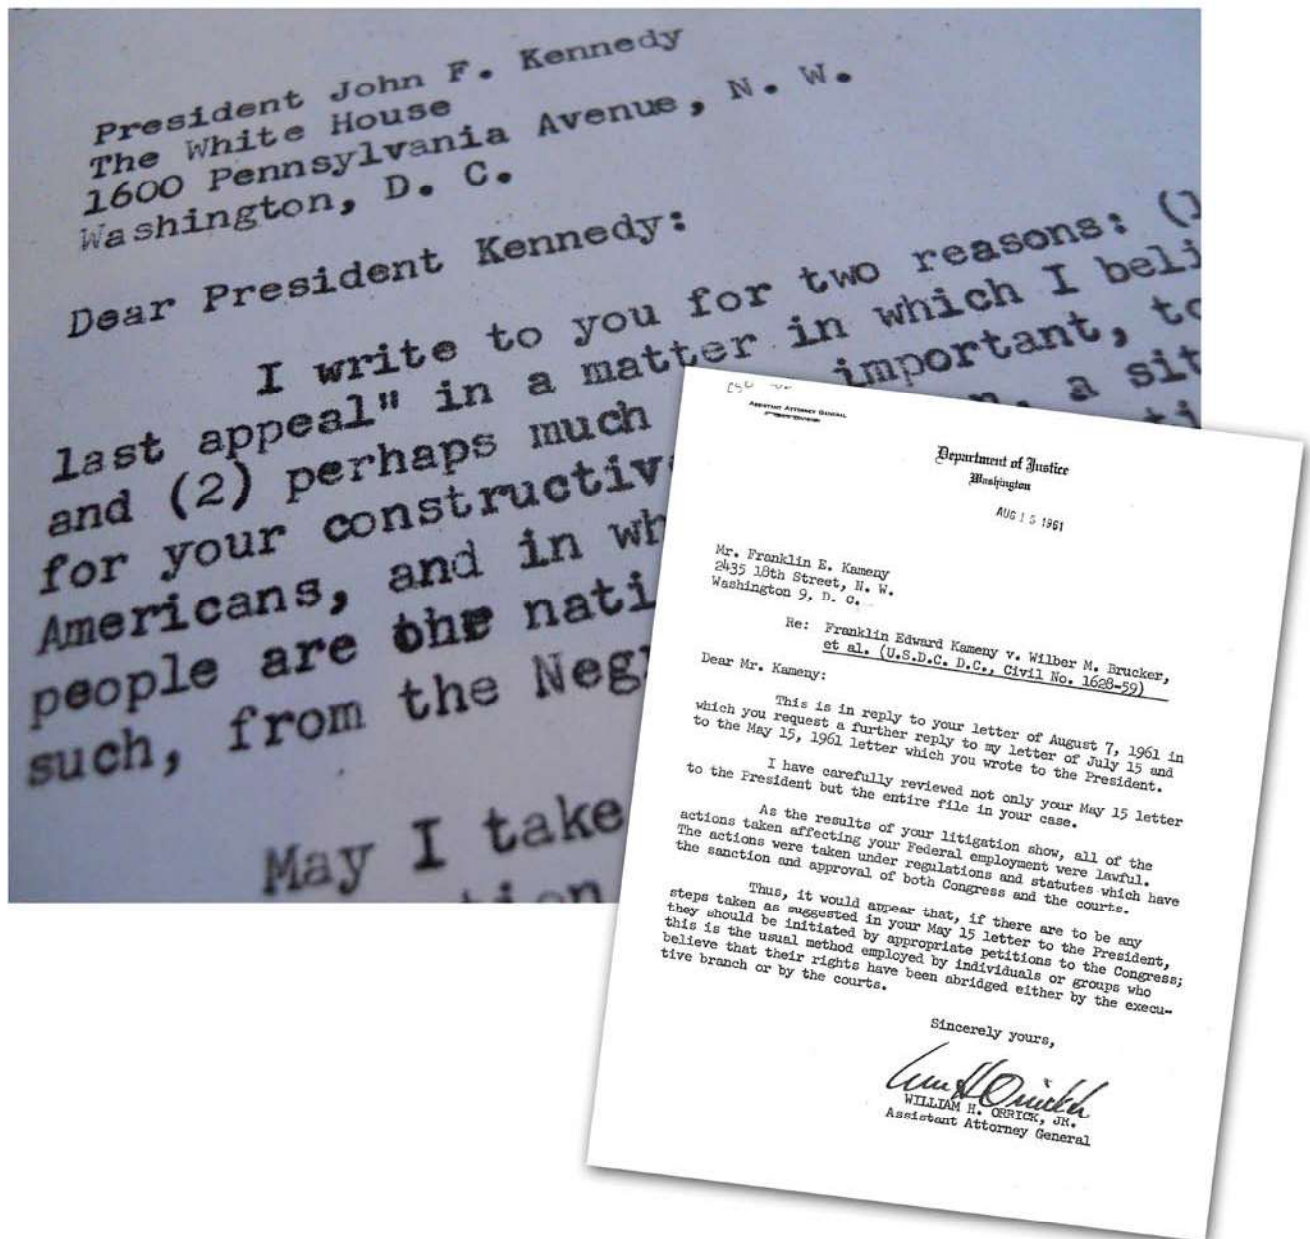 President John F. Kennedy
The White House
1600 Pennsylvania Avenue, N. W.
Washington, D. C.
Dear President Kennedy:
I write to you for two reasons: (1
last appeal" in a matter in which I beli
and (2) perhaps much important, to
for your constructiv a sit
Americans, and in wh
people are the nati
such, from the Neg
May I take
ASSISTANT ATTORNEY GENERAL
Department of Justice
Washington
AUG 15 1961
Mr. Franklin E. Kameny
2435 18th Street, N. W.
Washington 9, D. C.
Re: Franklin Edward Kameny v. Wilber M. Brucker,
et al. (U.S.D.C. D.C., Civil No. 1628-59)
Dear Mr. Kameny:
This is in reply to your letter of August 7, 1961 in
which you request a further reply to my letter of July 15 and
to the May 15, 1961 letter which you wrote to the President.
I have carefully reviewed not only your May 15 letter
to the President but the entire file in your case.
As the results of your litigation show, all of the
actions taken affecting your Federal employment were lawful.
The actions were taken under regulations and statutes which have
the sanction and approval of both Congress and the courts.
Thus, it would appear that, if there are to be any
steps taken as suggested in your May 15 letter to the President,
they should be initiated by appropriate petitions to the Congress;
this is the usual method employed by individuals or groups who
believe that their rights have been abridged either by the execu-
tive branch or by the courts.
Sincerely yours,
WILLIAM H. ORRICK, JR.
Assistant Attorney General